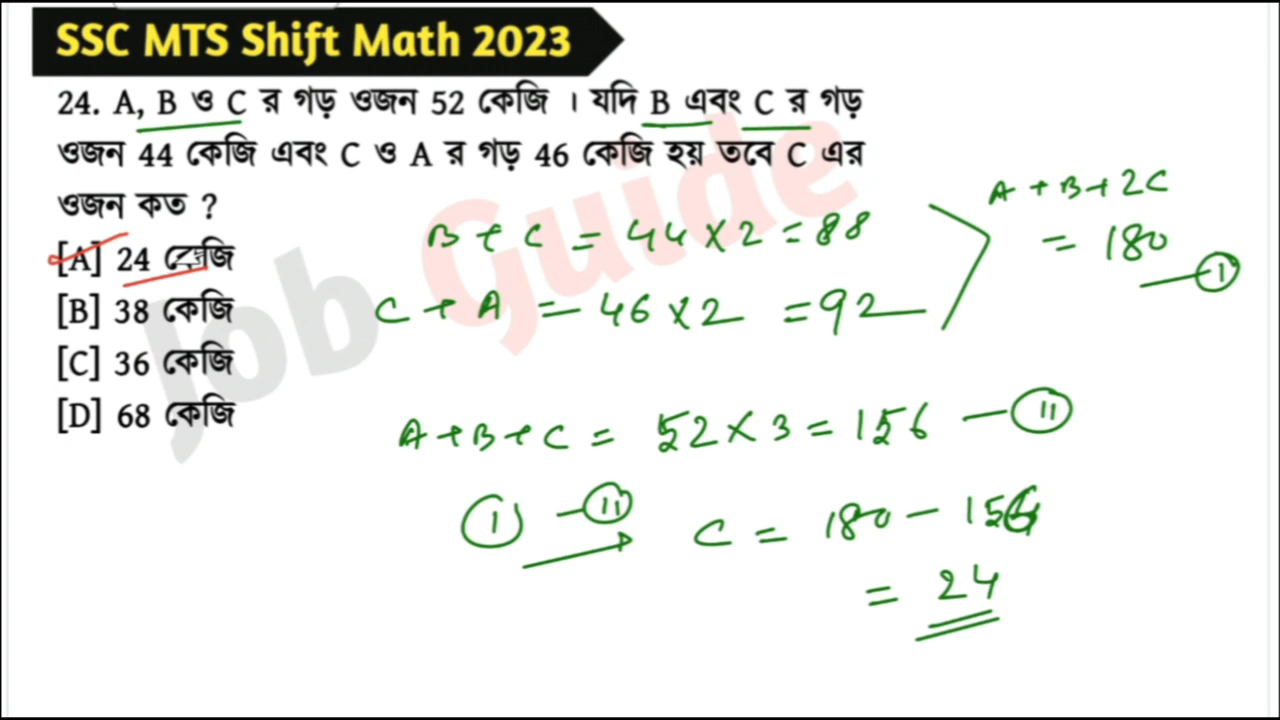 SSC MTS Shift Math 2023
24. A, B ও C র গড় ওজন 52 কেজি । যদি B এবং C র গড়
ওজন 44 কেজি এবং C ও A র গড় 46 কেজি হয় তবে C এর
ওজন কত ?
[A] 24 কেজি
[B] 38 কেজি
[C] 36 কেজি
[D] 68 কেজি
Job Guide
B + C = 44 × 2 = 88
C + A = 46 × 2 = 92
A + B + 2C
= 180
I
A + B + C = 52 × 3 = 156 — II
I — II C = 180 – 156
= 24